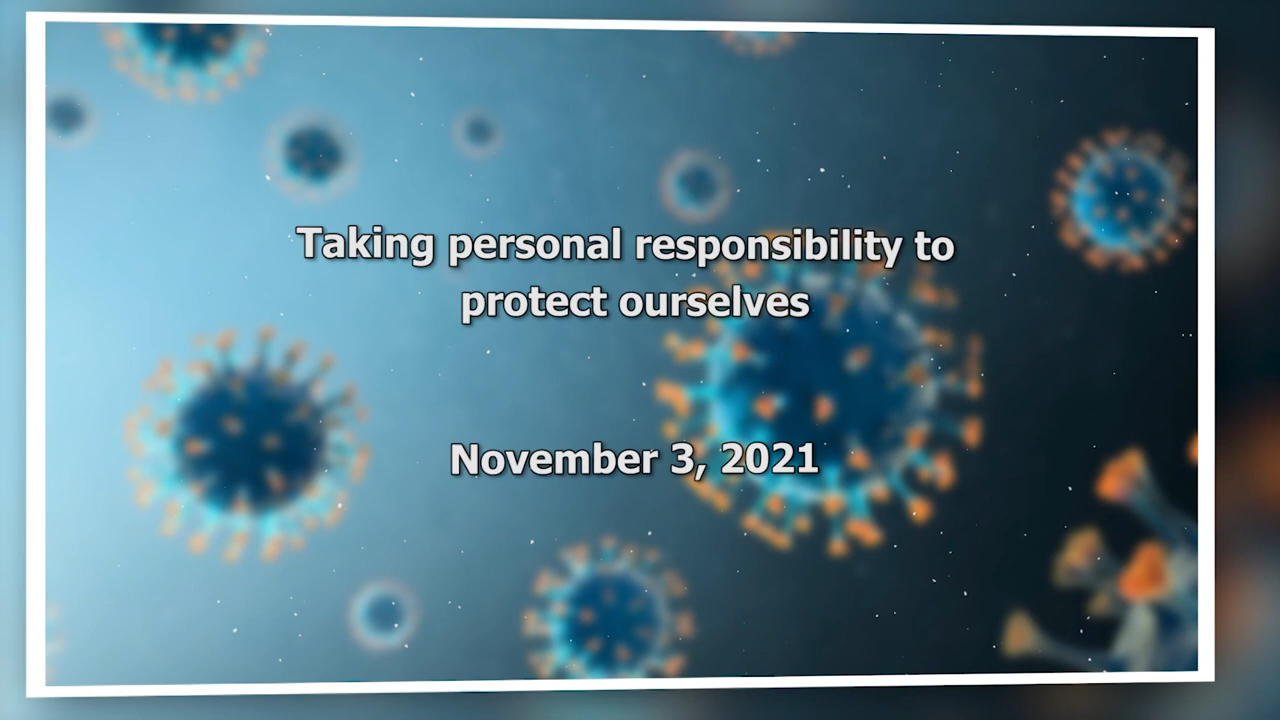 Taking personal responsibility to
protect ourselves
November 3, 2021